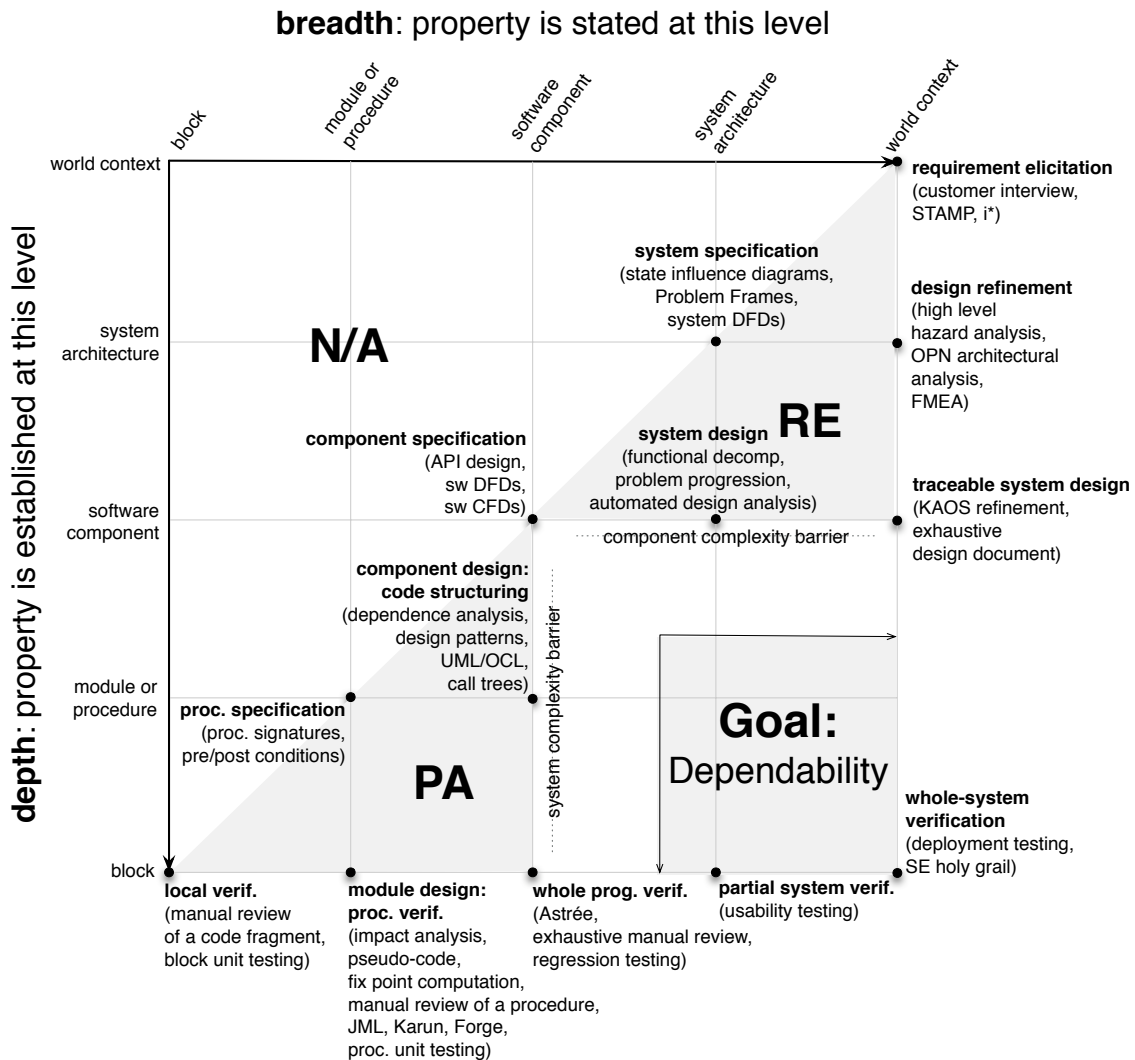 breadth: property is stated at this level
block
module or
procedure
software
component
system
architecture
world context
depth: property is established at this level
world context
requirement elicitation
(customer interview,
STAMP, i*)
system specification
(state influence diagrams,
Problem Frames,
system DFDs)
design refinement
(high level
hazard analysis,
OPN architectural
analysis,
FMEA)
system
architecture
N/A
RE
component specification
(API design,
sw DFDs,
sw CFDs)
system design
(functional decomp,
problem progression,
automated design analysis)
traceable system design
(KAOS refinement,
exhaustive
design document)
software
component
component complexity barrier
component design:
code structuring
(dependence analysis,
design patterns,
UML/OCL,
call trees)
system complexity barrier
module or
procedure
proc. specification
(proc. signatures,
pre/post conditions)
PA
Goal:
Dependability
whole-system
verification
(deployment testing,
SE holy grail)
block
local verif.
(manual review
of a code fragment,
block unit testing)
module design:
proc. verif.
(impact analysis,
pseudo-code,
fix point computation,
manual review of a procedure,
JML, Karun, Forge,
proc. unit testing)
whole prog. verif.
(Astrée,
exhaustive manual review,
regression testing)
partial system verif.
(usability testing)